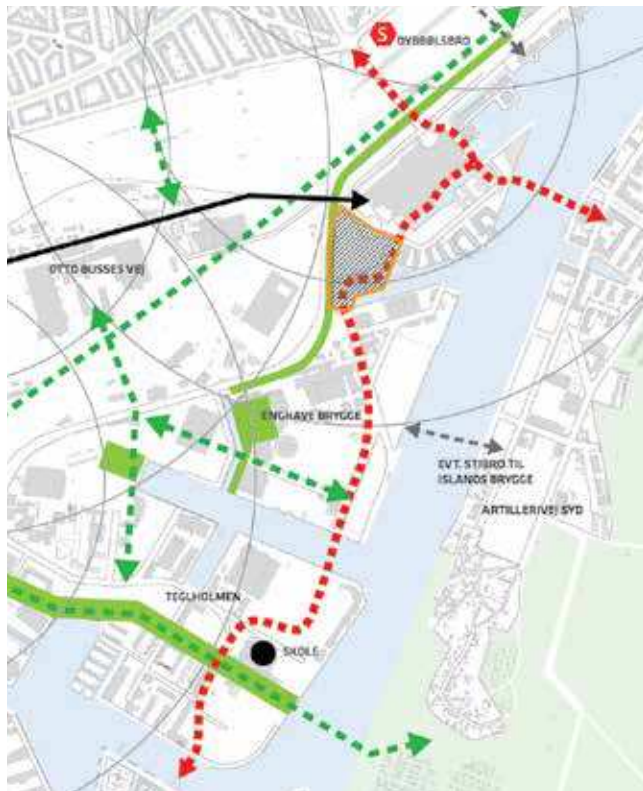 S DYBBØLSBRO
OTTO BUSSES VEJ
ENGHAVE BRYGGE
EVT. STIBRO TIL
ISLANDS BRYGGE
ARTILLERIVEJ SYD
TEGLHOLMEN
SKOLE